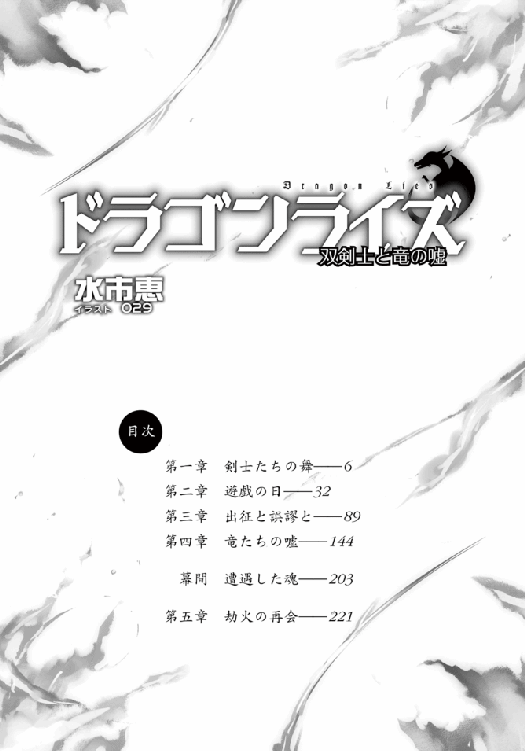 Dragon Lies
ドラゴンライズ
双剣士と竜の嘘
水市恵
イラスト 029
目次
第一章 剣士たちの舞──6
第二章 遊戯の日──32
第三章 出征と誤謬と──89
第四章 竜たちの嘘──144
幕間 遭遇した魂──203
第五章 劫火の再会──221